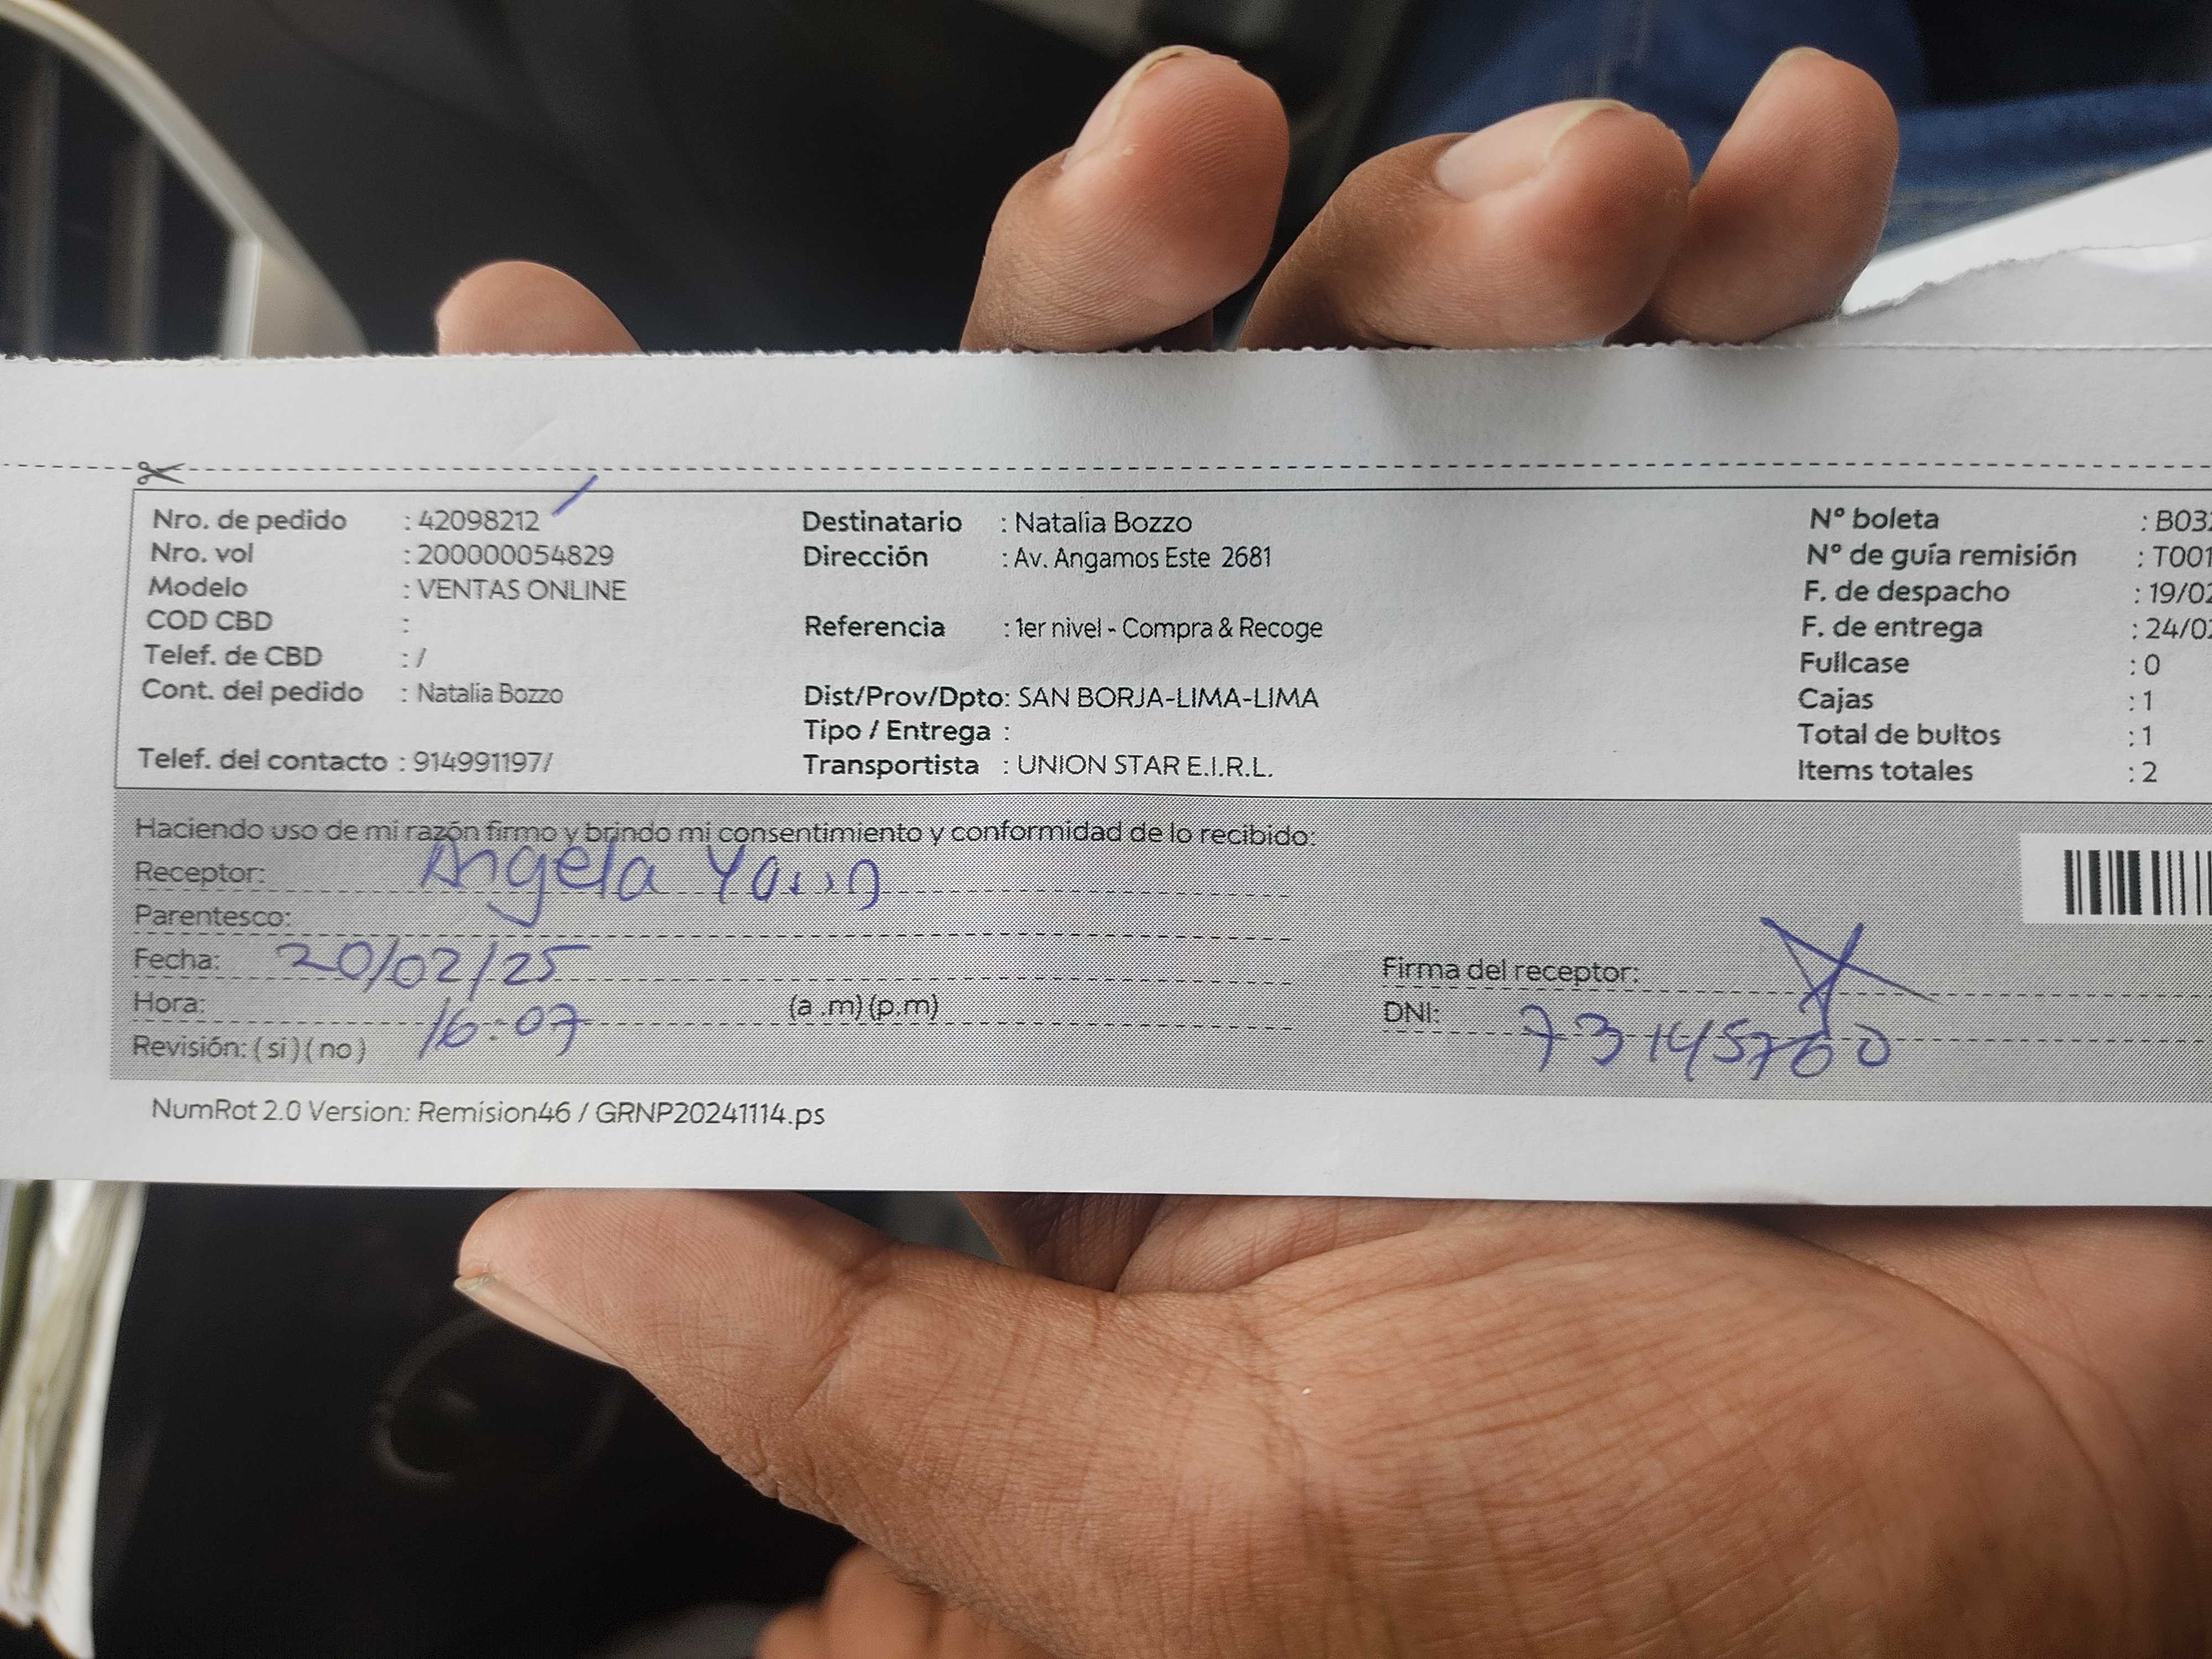 Nro. de pedido : 42098212
Nro. vol : 200000054829
Modelo : VENTAS ONLINE
COD CBD :
Telef. de CBD : /
Cont. del pedido : Natalia Bozzo
Telef. del contacto : 914991197/
Destinatario : Natalia Bozzo
Dirección : Av. Angamos Este 2681
Referencia : 1er nivel - Compra & Recoge
Dist/Prov/Dpto: SAN BORJA-LIMA-LIMA
Tipo / Entrega :
Transportista : UNION STAR E.I.R.L.
Nº boleta : B03
Nº de guía remisión : T001
F. de despacho : 19/02
F. de entrega : 24/02
Fullcase : 0
Cajas : 1
Total de bultos : 1
Items totales : 2
Haciendo uso de mi razón firmo y brindo mi consentimiento y conformidad de lo recibido:
Receptor: Angela
Parentesco:
Fecha: 20/02/25
Hora: 16:07 (a .m) (p.m)
Revisión: (si) (no)
Firma del receptor:
DNI: 73145760
NumRot 2.0 Version: Remision46 / GRNP20241114.ps